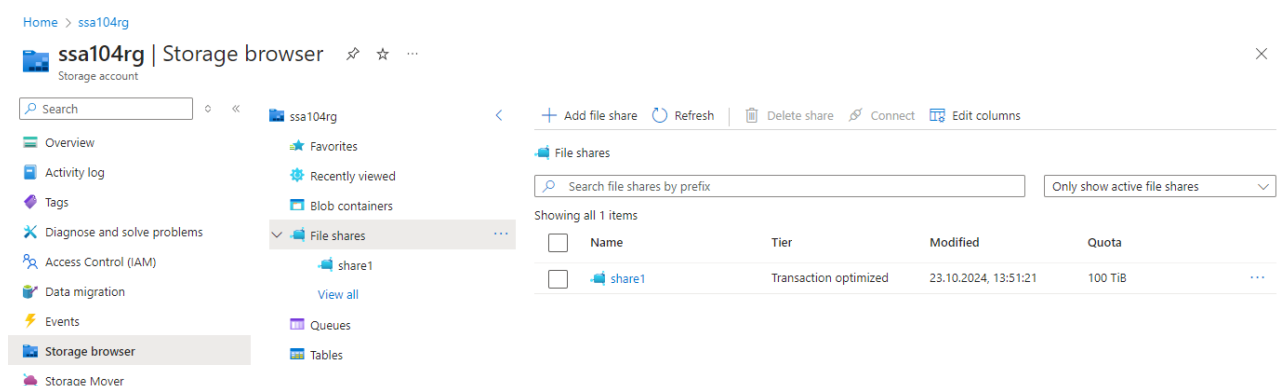 Home > ssa104rg
ssa104rg | Storage browser
Storage account
Search
Overview
Activity log
Tags
Diagnose and solve problems
Access Control (IAM)
Data migration
Events
Storage browser
Storage Mover
ssa104rg
Favorites
Recently viewed
Blob containers
File shares
share1
View all
Queues
Tables
Add file share Refresh Delete share Connect Edit columns
File shares
Search file shares by prefix Only show active file shares
Showing all 1 items
Name Tier Modified Quota
share1 Transaction optimized 23.10.2024, 13:51:21 100 TiB